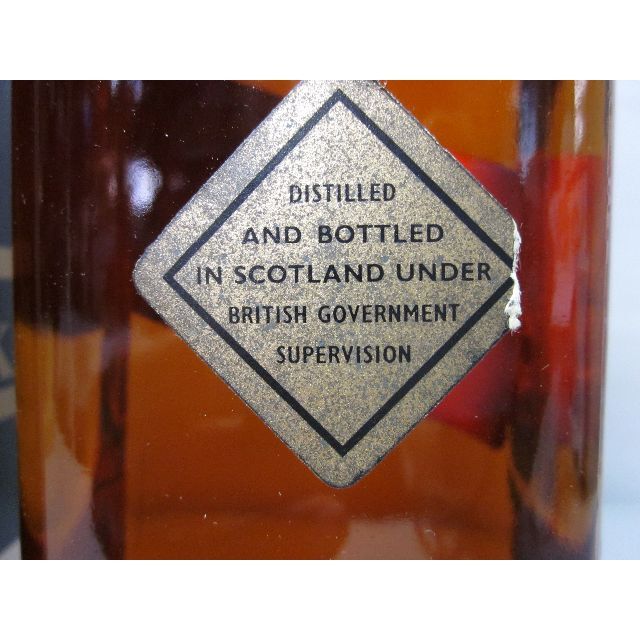 DISTILLED
AND BOTTLED
IN SCOTLAND UNDER
BRITISH GOVERNMENT
SUPERVISION